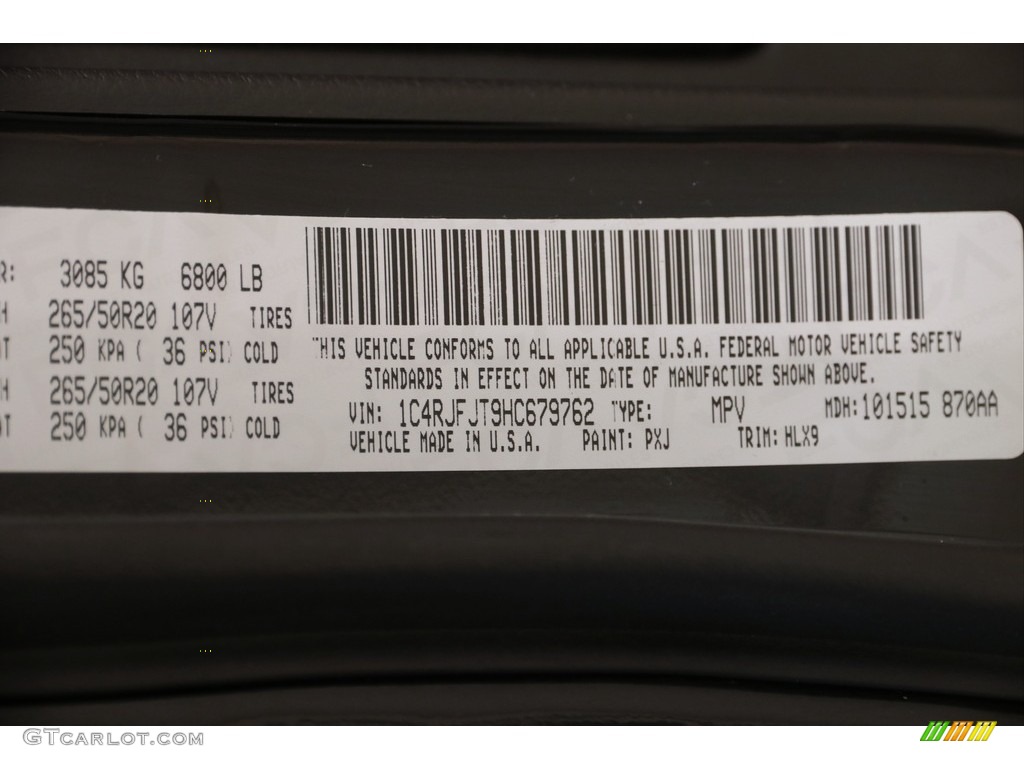 R: 3085 KG 6800 LB
H 265/50R20 107V TIRES
T 250 KPA ( 36 PSI) COLD
H 265/50R20 107V TIRES
T 250 KPA ( 36 PSI) COLD
THIS VEHICLE CONFORMS TO ALL APPLICABLE U.S.A. FEDERAL MOTOR VEHICLE SAFETY
STANDARDS IN EFFECT ON THE DATE OF MANUFACTURE SHOWN ABOVE.
VIN: 1C4RJFJT9HC679762 TYPE: MPV MDH:101515 870AA
VEHICLE MADE IN U.S.A. PAINT: PXJ TRIM: HLX9
GTcarlot.com